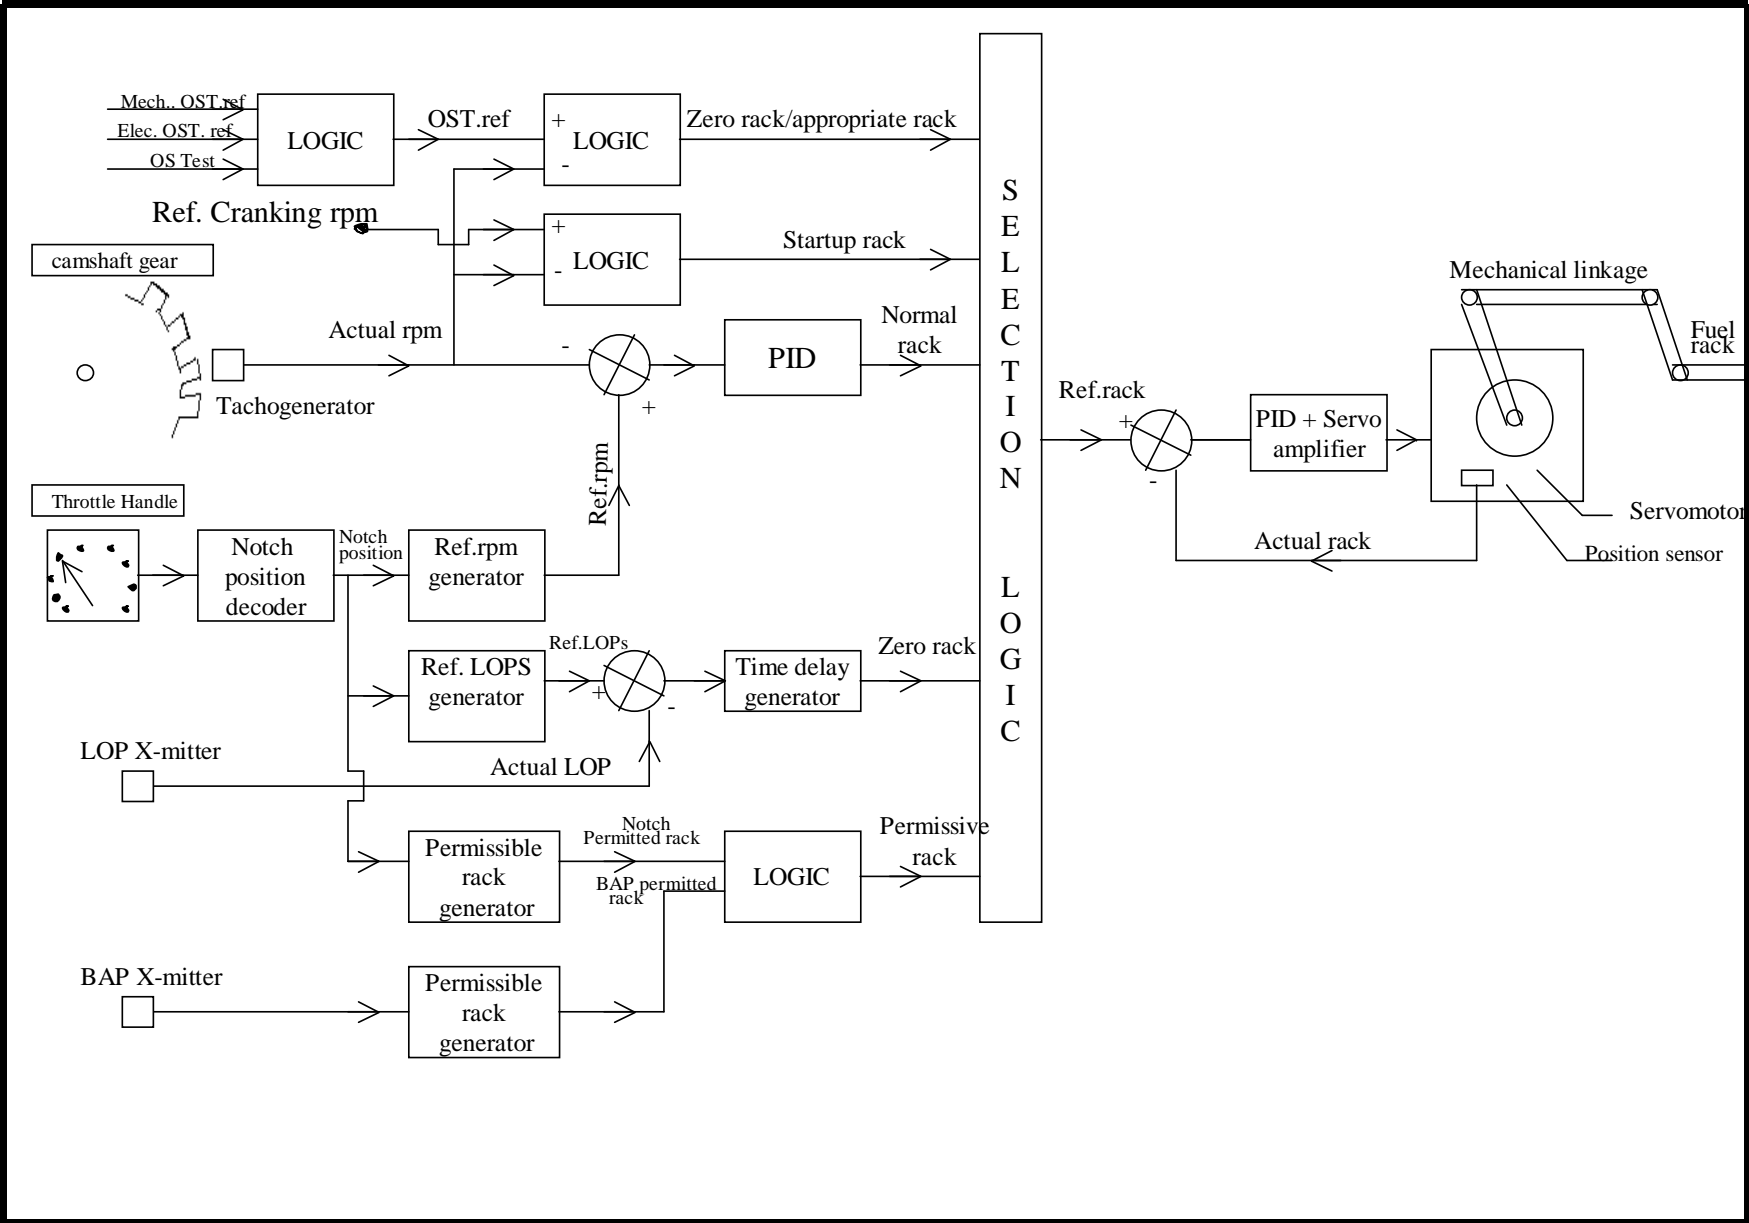 Mech.. OST.ref
Elec. OST. ref
OS Test
LOGIC
OST.ref
+
LOGIC
-
Zero rack/appropriate rack
Ref. Cranking rpm
+
LOGIC
-
Startup rack
camshaft gear
Actual rpm
Tachogenerator
-
+
PID
Normal
rack
SELECTION
LOGIC
Ref.rack
+
-
PID + Servo
amplifier
Mechanical linkage
Fuel
rack
Servomotor
Position sensor
Actual rack
Throttle Handle
Notch
position
decoder
Notch
position
Ref.rpm
generator
Ref.rpm
Ref. LOPS
generator
Ref.LOPs
+
-
Time delay
generator
Zero rack
LOP X-mitter
Actual LOP
Permissible
rack
generator
Notch
Permitted rack
BAP permitted
rack
LOGIC
Permissive
rack
BAP X-mitter
Permissible
rack
generator